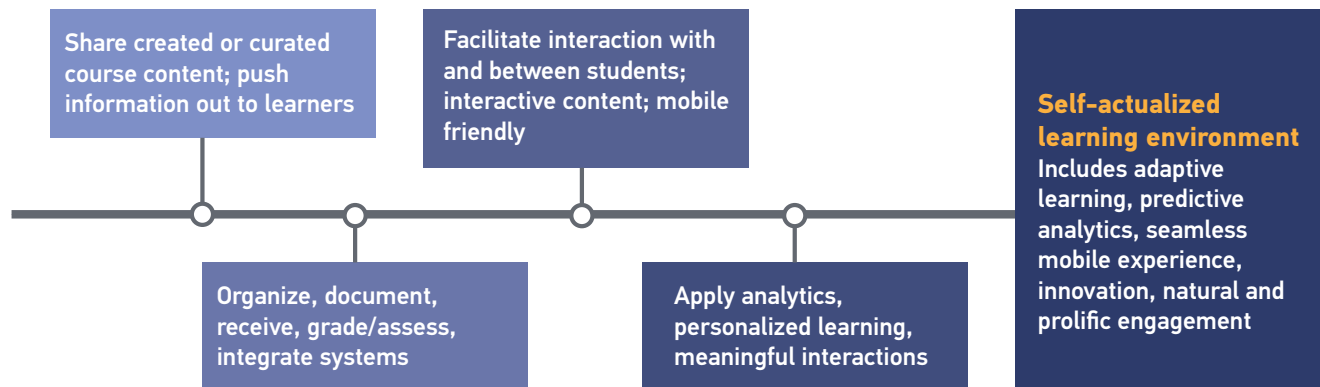 Share created or curated
course content; push
information out to learners
Organize, document,
receive, grade/assess,
integrate systems
Facilitate interaction with
and between students;
interactive content; mobile
friendly
Apply analytics,
personalized learning,
meaningful interactions
Self-actualized
learning environment
Includes adaptive
learning, predictive
analytics, seamless
mobile experience,
innovation, natural and
prolific engagement